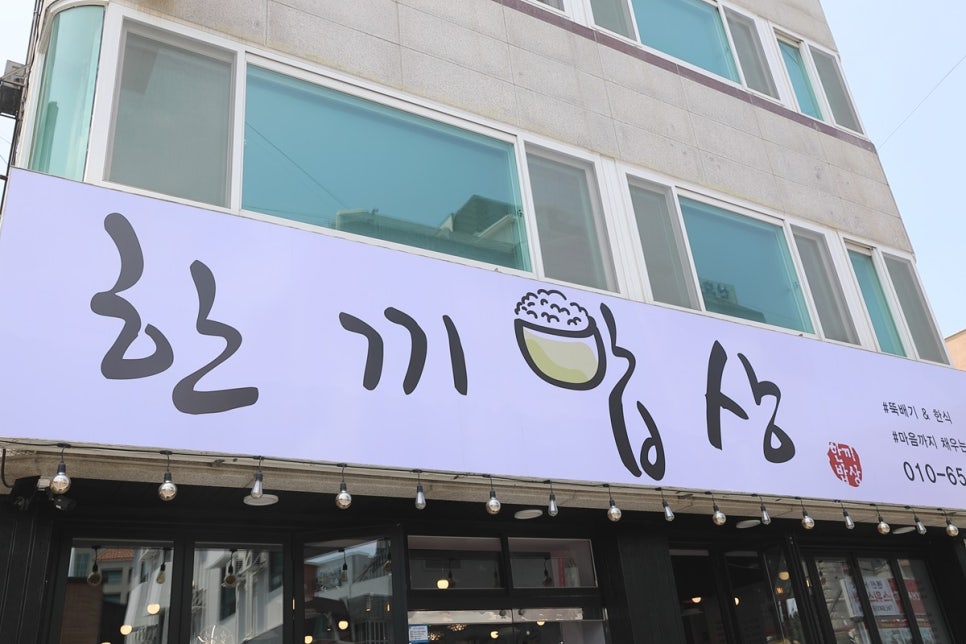 한끼밥상
#뚝배기 & 한식
#마음까지 채우는
한끼
밥상
010-65